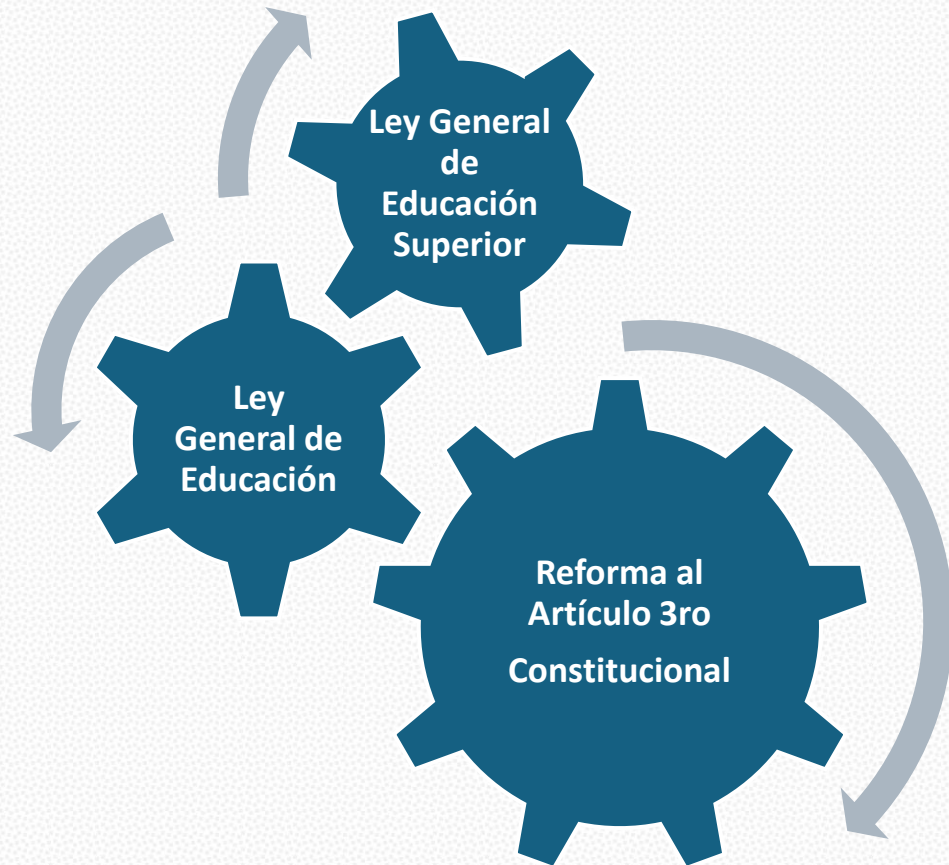 Ley General
de
Educación
Superior
Ley
General de
Educación
Reforma al
Artículo 3ro
Constitucional